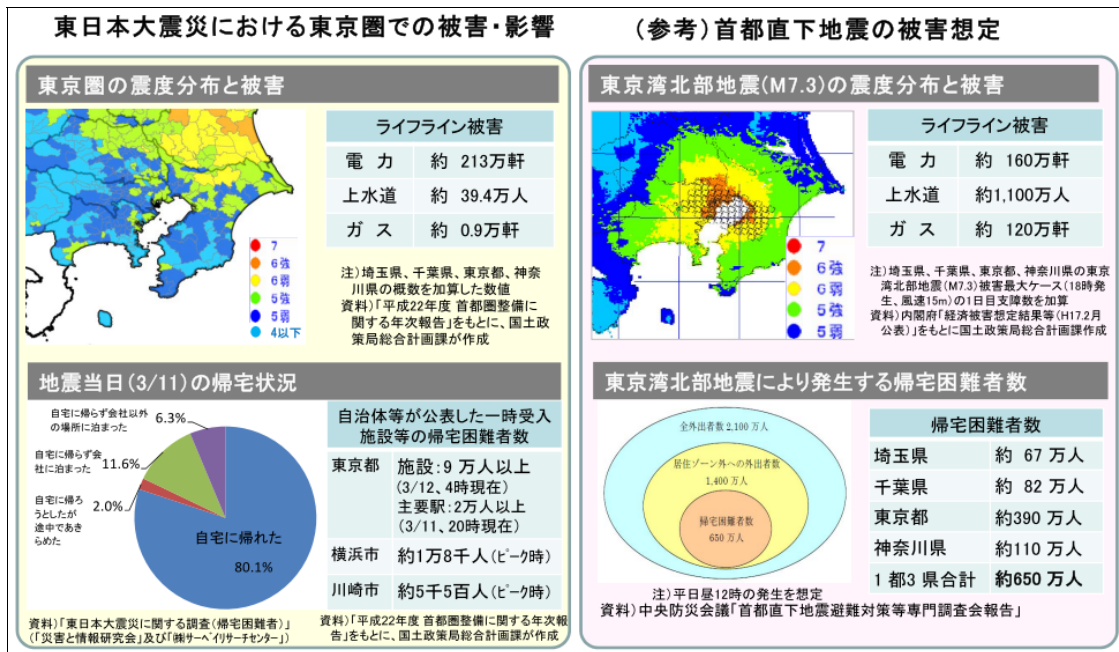 東日本大震災における東京圏での被害・影響
東京圏の震度分布と被害
ライフライン被害
電 力 約 213万軒
上水道 約 39.4万人
ガ ス 約 0.9万軒
7
6強
6弱
5強
5弱
4以下
注)埼玉県、千葉県、東京都、神奈
川県の概数を加算した数値
資料)「平成22年度 首都圏整備に
関する年次報告」をもとに、国土政
策局総合計画課が作成
地震当日(3/11)の帰宅状況
自宅に帰らず会社以外
の場所に泊まった
6.3%
自宅に帰らず会
社に泊まった
11.6%
自宅に帰ろ
うとしたが
途中であき
らめた
2.0%
自宅に帰れた
80.1%
自治体等が公表した一時受入
施設等の帰宅困難者数
東京都 施設:9 万人以上
(3/12、4時現在)
主要駅:2万人以上
(3/11、20時現在)
横浜市 約1万8千人(ピーク時)
川崎市 約5千5百人(ピーク時)
資料)「東日本大震災に関する調査(帰宅困難者)」
(「災害と情報研究会」及び「㈱サーベイリサーチセンター」)
資料)「平成22年度 首都圏整備に関する年次報
告」をもとに、国土政策局総合計画課が作成
(参考)首都直下地震の被害想定
東京湾北部地震(M7.3)の震度分布と被害
ライフライン被害
電 力 約 160万軒
上水道 約1,100万人
ガ ス 約 120万軒
7
6強
6弱
5強
5弱
注)埼玉県、千葉県、東京都、神奈川県の東京
湾北部地震(M7.3)被害最大ケース(18時発
生、風速15m)の1日目支障数を加算
資料)内閣府「経済被害想定結果等(H17.2月
公表)」をもとに国土政策局総合計画課作成
東京湾北部地震により発生する帰宅困難者数
全外出者数 2,100 万人
居住ゾーン外への外出者数
1,400 万人
帰宅困難者数
650 万人
帰宅困難者数
埼玉県 約 67 万人
千葉県 約 82 万人
東京都 約390 万人
神奈川県 約110 万人
1都3県合計 約650 万人
注)平日昼12時の発生を想定
資料)中央防災会議「首都直下地震避難対策等専門調査会報告」